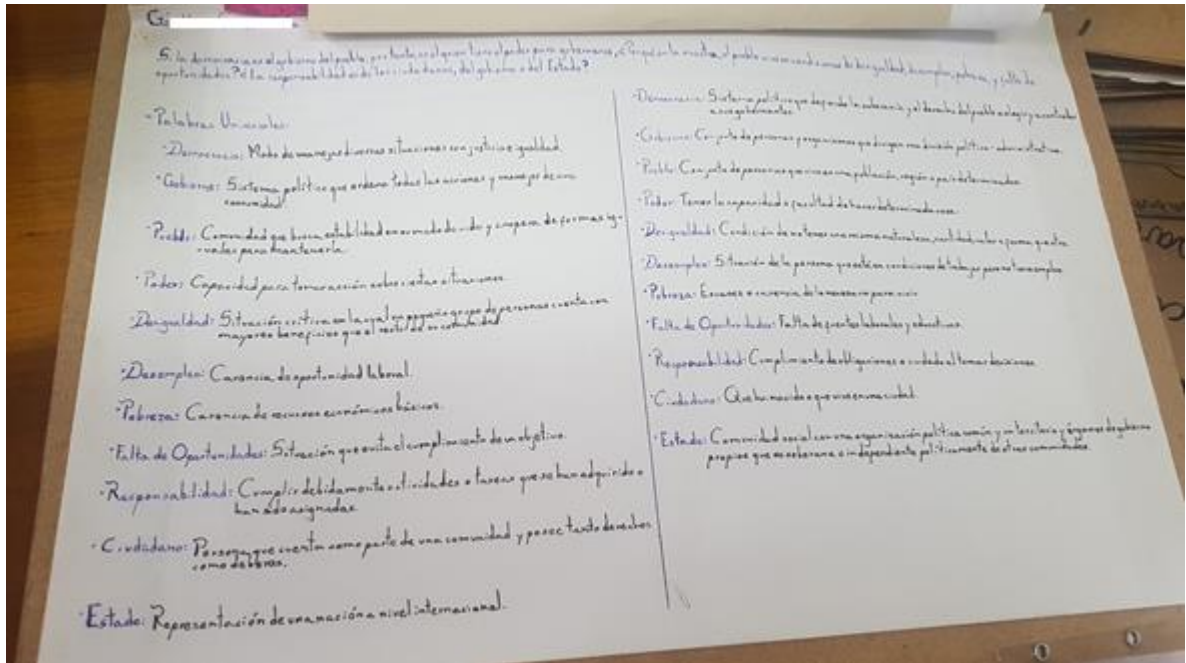 Si la democracia es el gobierno del pueblo, por tanto, es el quien tiene el poder para gobernarse, ¿Porqué en la realidad, el pueblo vive en condiciones de desigualdad, desempleo, pobreza, y falta de
oportunidades? ¿La responsabilidad es de los ciudadanos, del gobierno o del Estado?
·Palabras
·Democracia: Modo de manejar diversas situaciones con justicia e igualdad.
·Gobierno: Sistema político que ordena todas las acciones y manejos de una
comunidad.
·Pueblo: Comunidad que busca estabilidad en su modo de vida y coopera de formas ig-
-uales para mantenerla.
·Poder: Capacidad para tomar acción sobre ciertas situaciones.
·Desigualdad: Situación crítica en la cual un pequeño grupo de personas cuenta con
mayores beneficios que el resto de su comunidad.
·Desempleo: Carencia de oportunidad laboral.
·Pobreza: Carencia de recursos económicos básicos.
·Falta de Oportunidades: Situación que evita el cumplimiento de un objetivo.
·Responsabilidad: Cumplir debidamente actividades o tareas que se han adquirido o
han sido asignadas.
·Ciudadano: Persona que cuenta como parte de una comunidad y posee tanto derechos
como deberes.
·Estado: Representación de una nación a nivel internacional.
·Democracia: Sistema político que defiende la soberanía y el derecho del pueblo a elegir y a controlar
a sus gobernantes.
·Gobierno: Conjunto de personas y organismos que dirigen una división político-administrativa.
·Pueblo: Conjunto de personas que vive en una población, región o país determinados.
·Poder: Tener la capacidad o facultad de hacer determinada cosa.
·Desigualdad: Condición de no tener una misma naturaleza, cantidad, valor o forma que otro.
·Desempleo: Situación de la persona que está en condiciones de trabajar pero no tiene empleo.
·Pobreza: Escases o carencia de lo necesario para vivir.
·Falta de Oportunidades: Falta de puestos laborales y educativos.
·Responsabilidad: Cumplimiento de obligaciones o cuidado al tomar decisiones.
·Ciudadano: Que ha nacido o que vive en una ciudad.
·Estado: Comunidad social con una organización política común y un territorio y órganos de gobierno
propios que es soberana e independiente políticamente de otras comunidades.